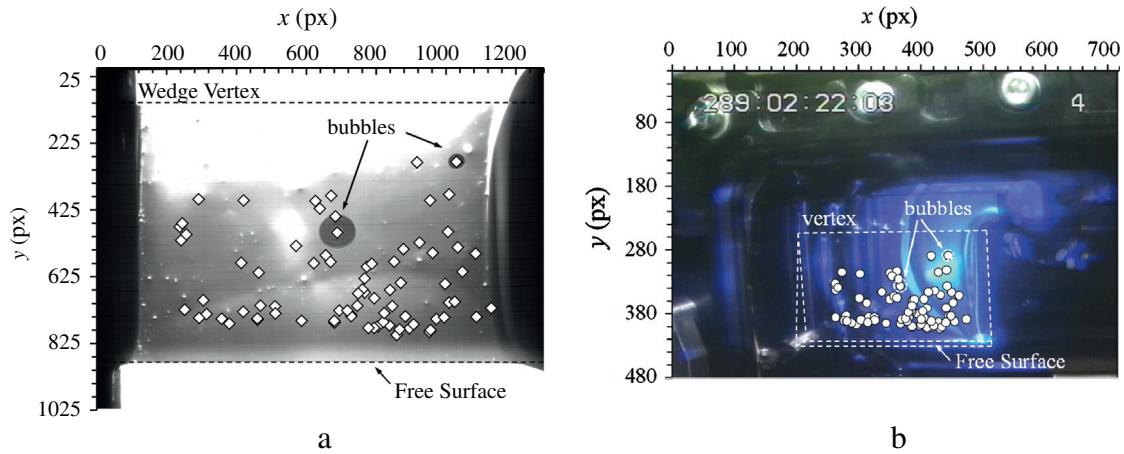 x (px)
0 200 400 600 800 1000 1200
25
225
425
625
825
1025
y (px)
Wedge Vertex
bubbles
Free Surface
a
x (px)
0 100 200 300 400 500 600 700
80
180
280
380
480
y (px)
289:02:22:03 4
vertex
bubbles
Free Surface
b